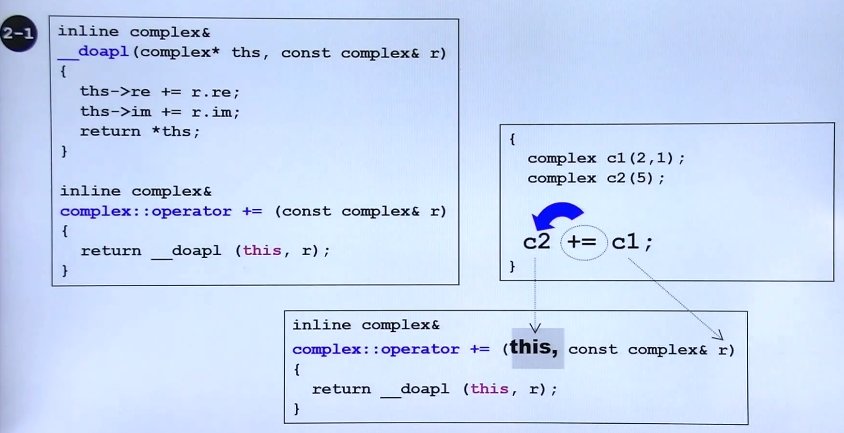 2-1
inline complex&
__doapl(complex* ths, const complex& r)
{
ths->re += r.re;
ths->im += r.im;
return *ths;
}
inline complex&
complex::operator += (const complex& r)
{
return __doapl (this, r);
}
{
complex c1(2,1);
complex c2(5);
c2 += c1;
}
inline complex&
complex::operator += (this, const complex& r)
{
return __doapl (this, r);
}